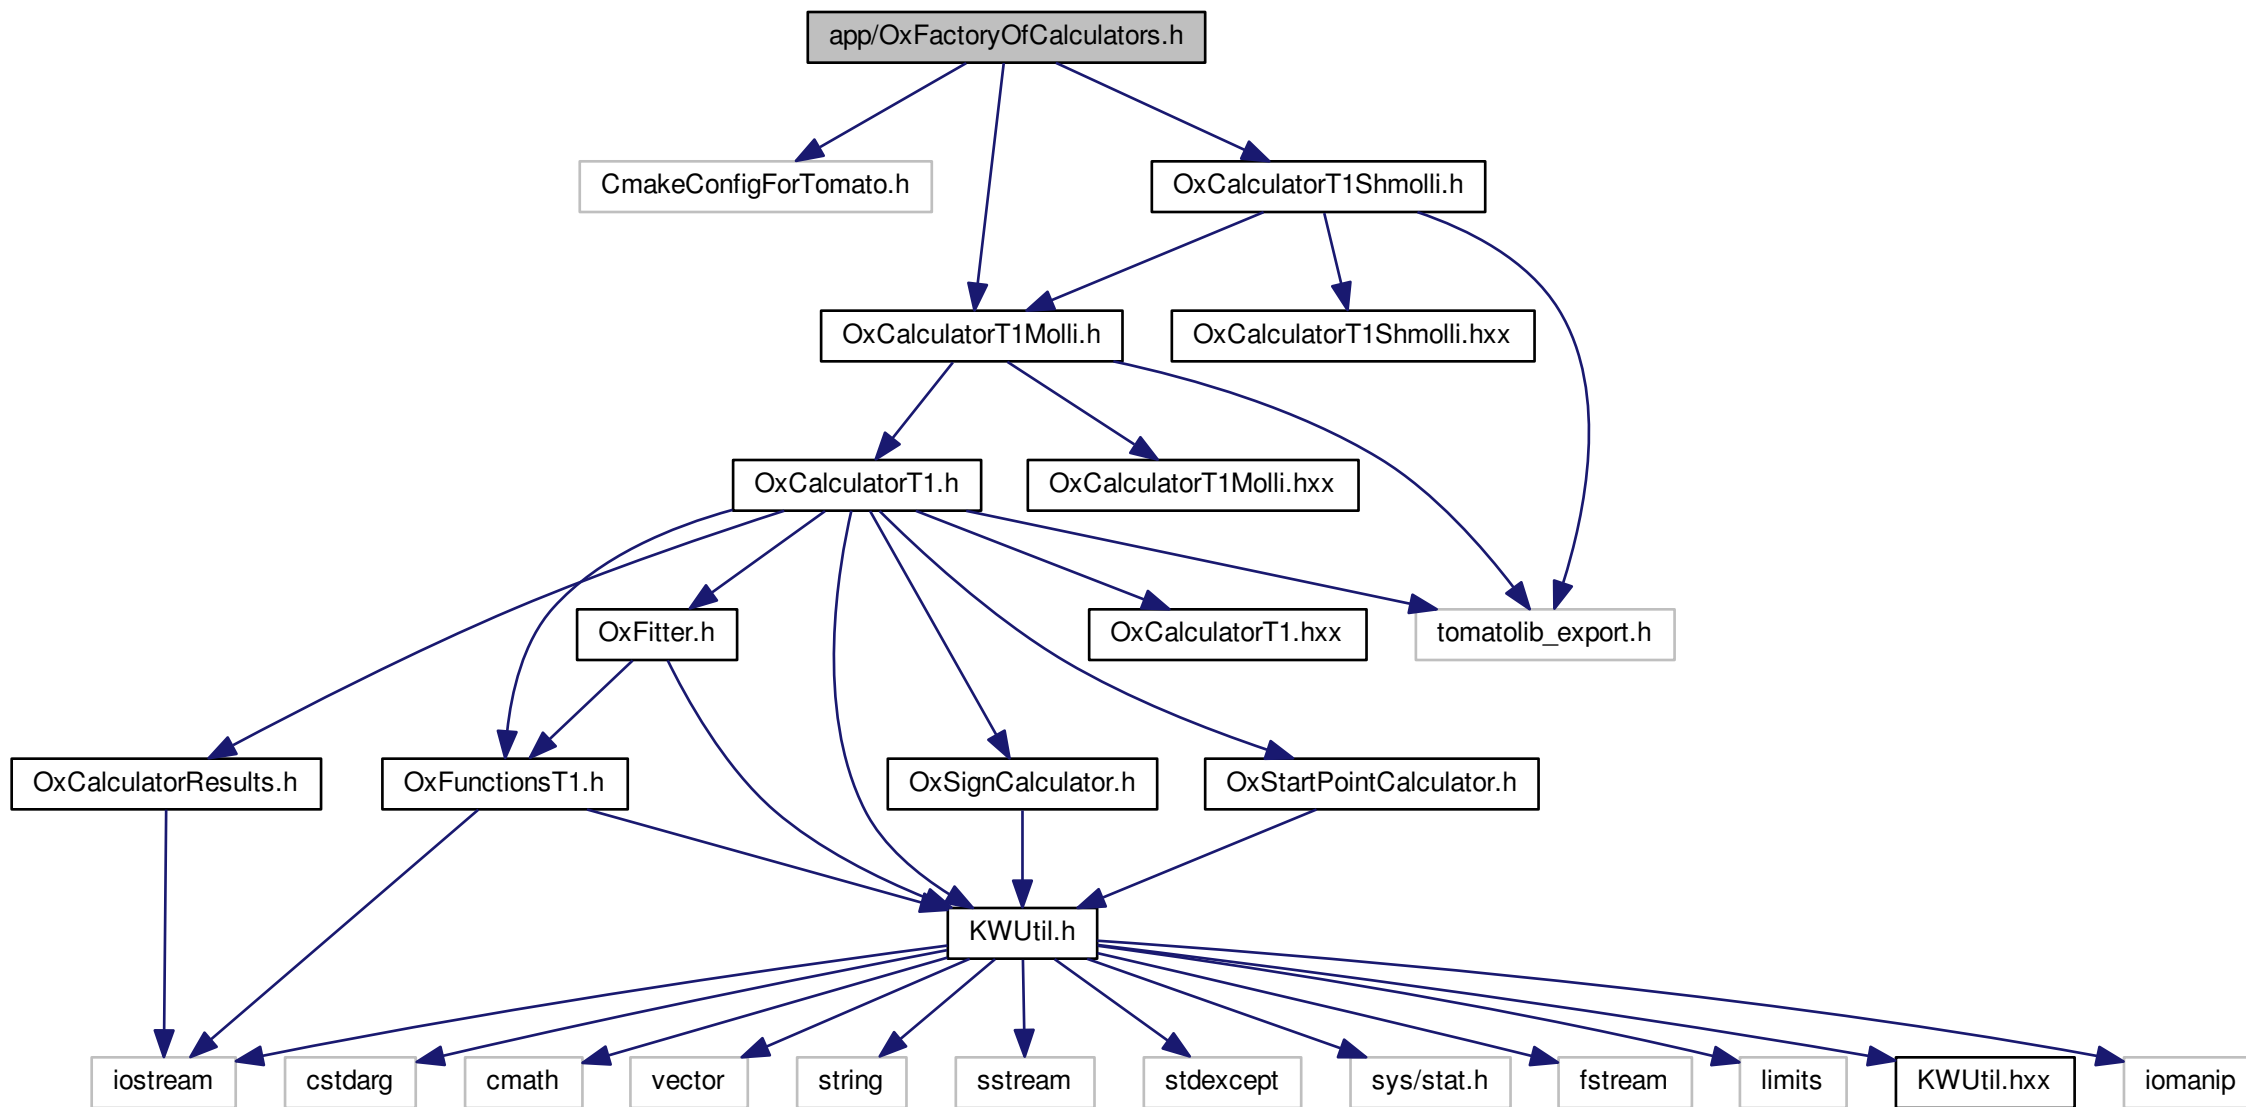 app/OxFactoryOfCalculators.h
CmakeConfigForTomato.h
OxCalculatorT1Shmolli.h
OxCalculatorT1Molli.h
OxCalculatorT1Shmolli.hxx
OxCalculatorT1.h
OxCalculatorT1Molli.hxx
OxFitter.h
OxCalculatorT1.hxx
tomatolib_export.h
OxCalculatorResults.h
OxFunctionsT1.h
OxSignCalculator.h
OxStartPointCalculator.h
KWUtil.h
iostream
cstdarg
cmath
vector
string
sstream
stdexcept
sys/stat.h
fstream
limits
KWUtil.hxx
iomanip